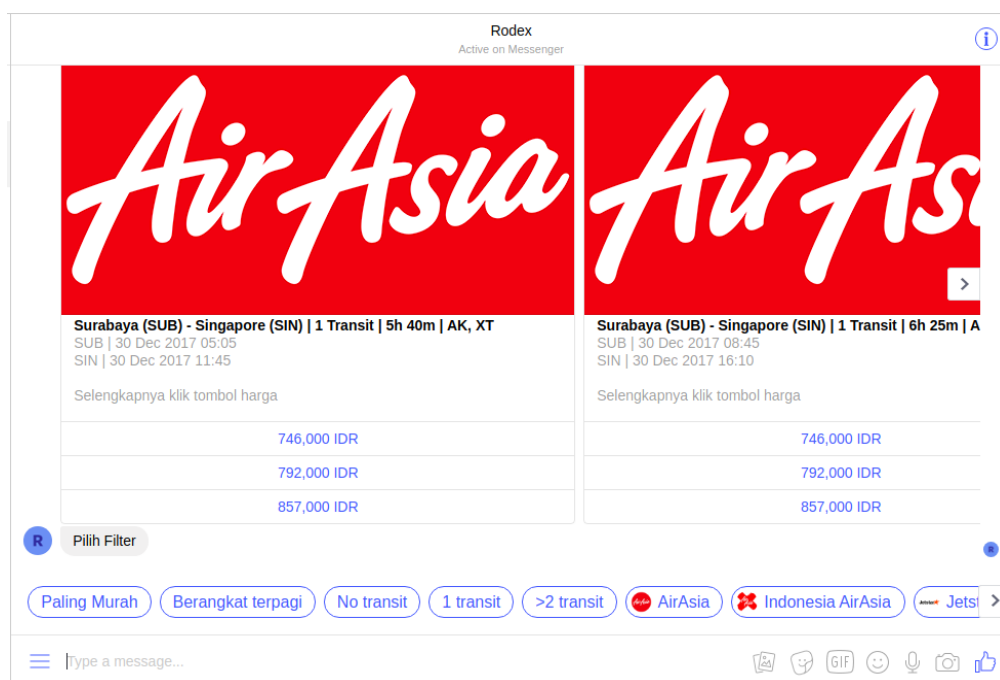 Rodex
Active on Messenger
AirAsia
AirAs
Surabaya (SUB) - Singapore (SIN) | 1 Transit | 5h 40m | AK, XT
SUB | 30 Dec 2017 05:05
SIN | 30 Dec 2017 11:45
Selengkapnya klik tombol harga
746,000 IDR
792,000 IDR
857,000 IDR
Surabaya (SUB) - Singapore (SIN) | 1 Transit | 6h 25m | A
SUB | 30 Dec 2017 08:45
SIN | 30 Dec 2017 16:10
Selengkapnya klik tombol harga
746,000 IDR
792,000 IDR
857,000 IDR
R
Pilih Filter
R
Paling Murah
Berangkat terpagi
No transit
1 transit
>2 transit
AirAsia
Indonesia AirAsia
Jetst
Type a message...
GIF